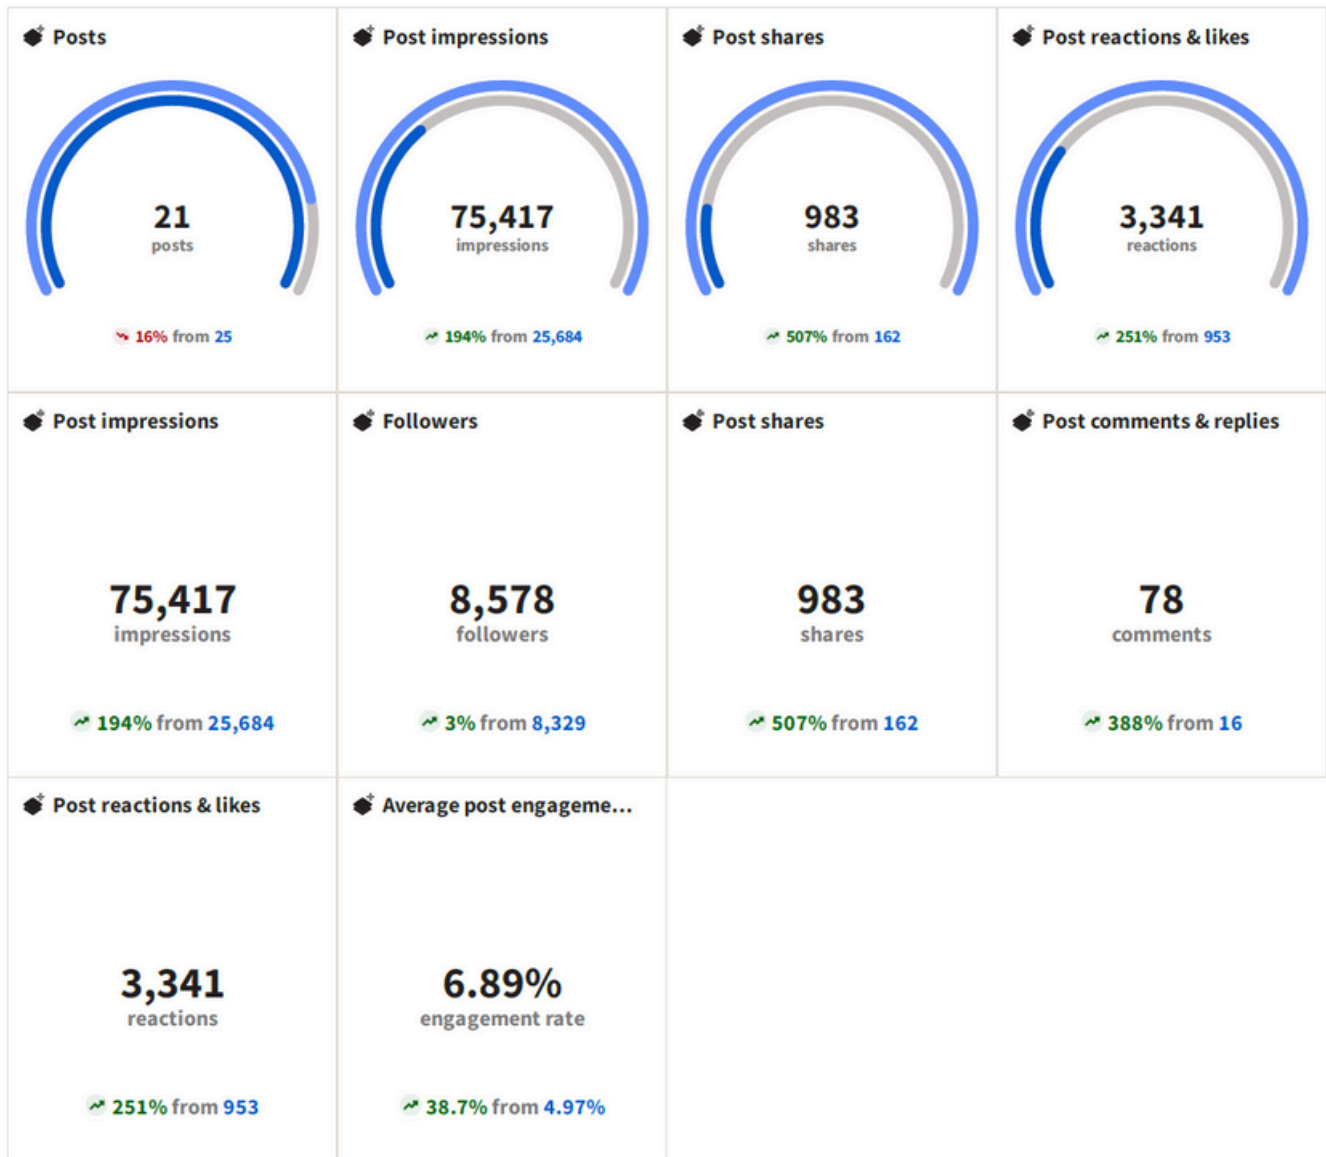 Posts
21
posts
16% from 25
Post impressions
75,417
impressions
194% from 25,684
Post shares
983
shares
507% from 162
Post reactions & likes
3,341
reactions
251% from 953
Post impressions
75,417
impressions
194% from 25,684
Followers
8,578
followers
3% from 8,329
Post shares
983
shares
507% from 162
Post comments & replies
78
comments
388% from 16
Post reactions & likes
3,341
reactions
251% from 953
Average post engageme...
6.89%
engagement rate
38.7% from 4.97%